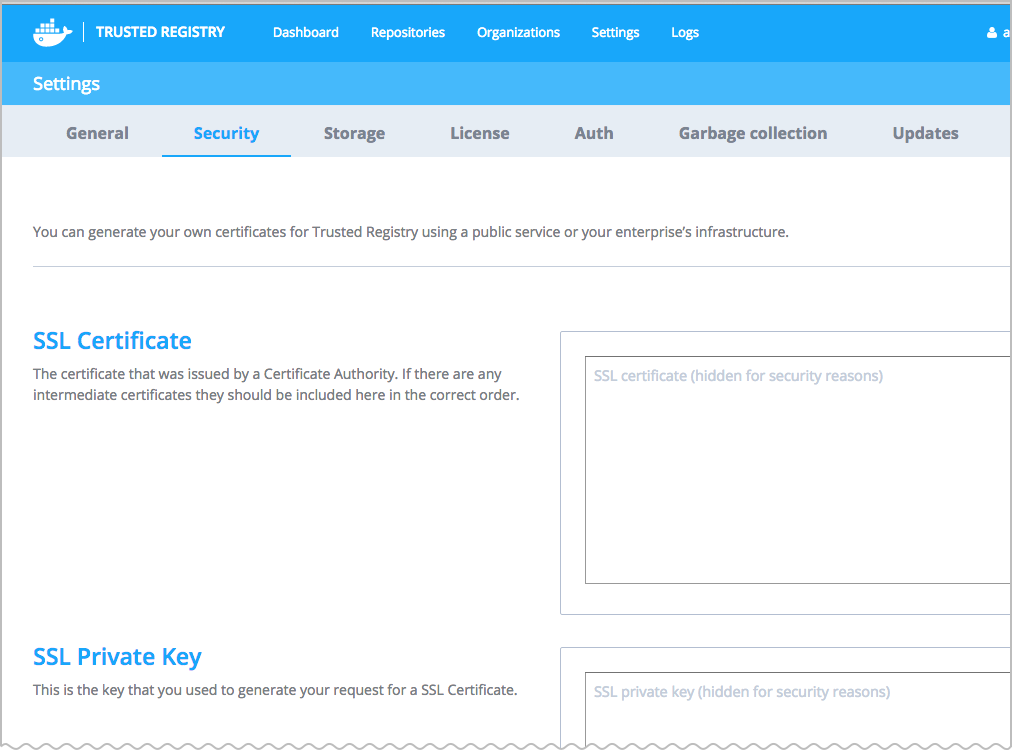 TRUSTED REGISTRY Dashboard Repositories Organizations Settings Logs a
Settings
General Security Storage License Auth Garbage collection Updates
You can generate your own certificates for Trusted Registry using a public service or your enterprise’s infrastructure.
SSL Certificate
The certificate that was issued by a Certificate Authority. If there are any
intermediate certificates they should be included here in the correct order.
SSL certificate (hidden for security reasons)
SSL Private Key
This is the key that you used to generate your request for a SSL Certificate.
SSL private key (hidden for security reasons)